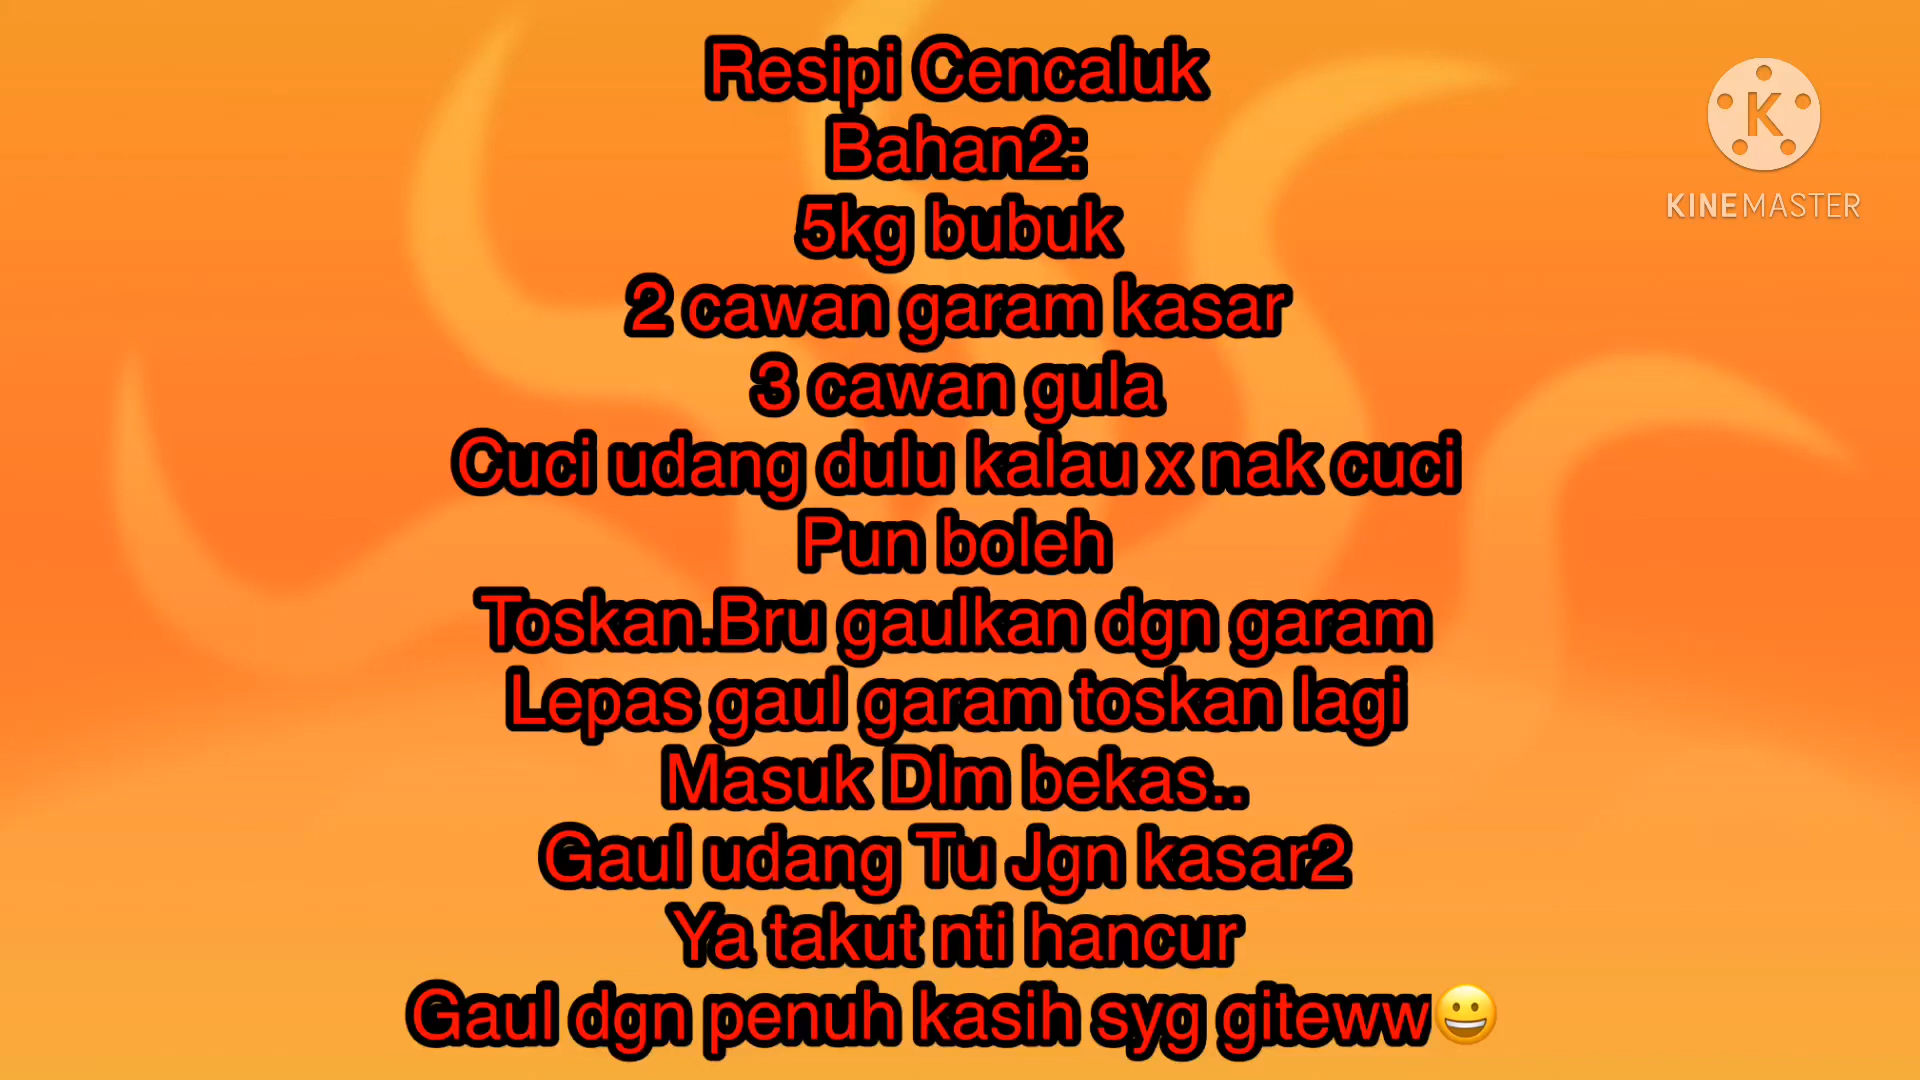 Resipi Cencaluk
Bahan2:
5kg bubuk
2 cawan garam kasar
3 cawan gula
Cuci udang dulu kalau x nak cuci
Pun boleh
Toskan.Bru gaulkan dgn garam
Lepas gaul garam toskan lagi
Masuk Dlm bekas..
Gaul udang Tu Jgn kasar2
Ya takut nti hancur
Gaul dgn penuh kasih syg giteww😀
K
KINEMASTER